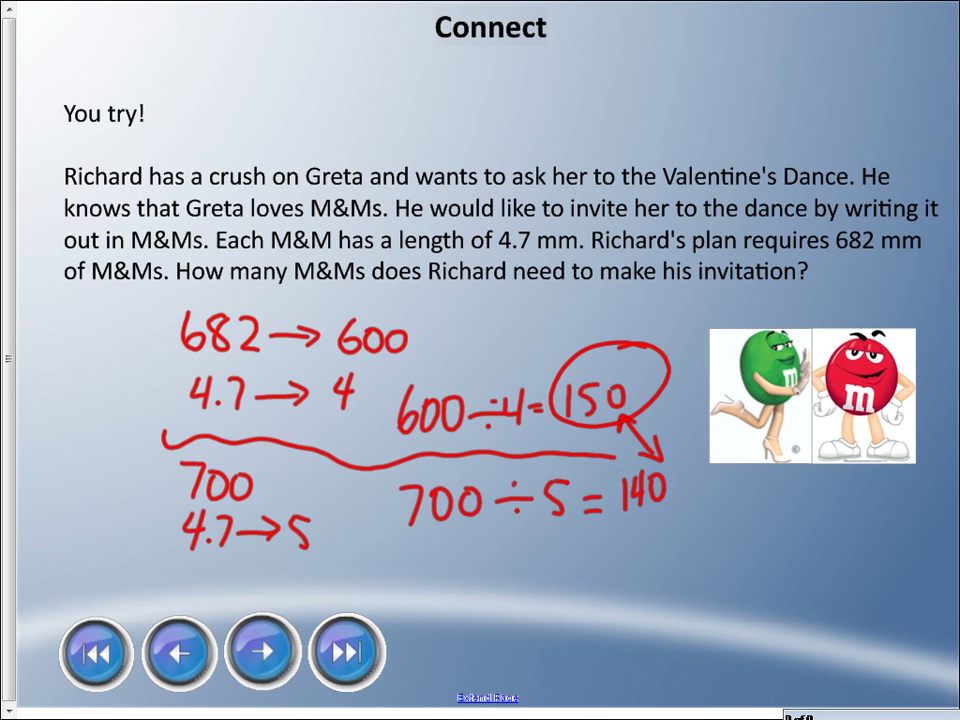 Connect
You try!
Richard has a crush on Greta and wants to ask her to the Valentine's Dance. He
knows that Greta loves M&Ms. He would like to invite her to the dance by writing it
out in M&Ms. Each M&M has a length of 4.7 mm. Richard's plan requires 682 mm
of M&Ms. How many M&Ms does Richard need to make his invitation?
682 → 600
4.7 → 4
600 ÷ 4 = 150
700
4.7 → 5
700 ÷ 5 = 140
m
m
©
Extend Page